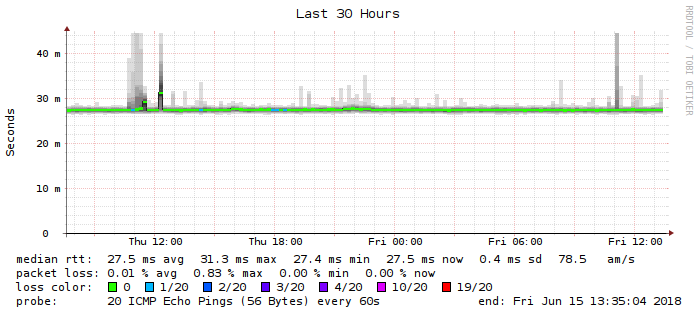 Last 30 Hours
RRDTOOL / TOBI OETIKER
Seconds
40 m
30 m
20 m
10 m
0
Thu 12:00 Thu 18:00 Fri 00:00 Fri 06:00 Fri 12:00
median rtt: 27.5 ms avg 31.3 ms max 27.4 ms min 27.5 ms now 0.4 ms sd 78.5 am/s
packet loss: 0.01 % avg 0.83 % max 0.00 % min 0.00 % now
loss color: 0 1/20 2/20 3/20 4/20 10/20 19/20
probe: 20 ICMP Echo Pings (56 Bytes) every 60s end: Fri Jun 15 13:35:04 2018